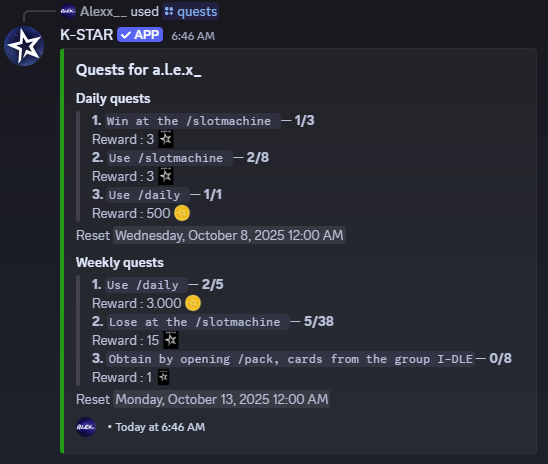 Alexx__ used quests
K-STAR ✓ APP 6:46 AM
Quests for a.l.e.x_
Daily quests
1. Win at the /slotmachine — 1/3
Reward : 3
2. Use /slotmachine — 2/8
Reward : 3
3. Use /daily — 1/1
Reward : 500
Reset Wednesday, October 8, 2025 12:00 AM
Weekly quests
1. Use /daily — 2/5
Reward : 3.000
2. Lose at the /slotmachine — 5/38
Reward : 15
3. Obtain by opening /pack, cards from the group I-DLE — 0/8
Reward : 1
Reset Monday, October 13, 2025 12:00 AM
ALEX_ • Today at 6:46 AM